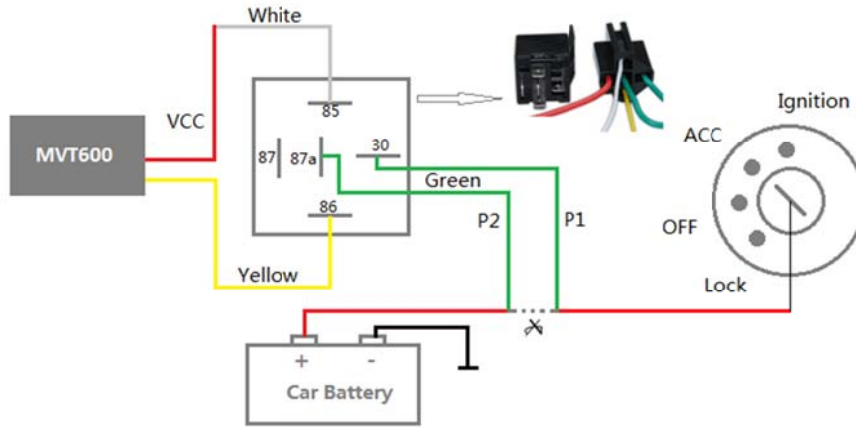 White
Ignition
VCC
85
ACC
MVT600
87
87a
30
Green
86
P2
P1
OFF
Yellow
Lock
+
-
Car Battery